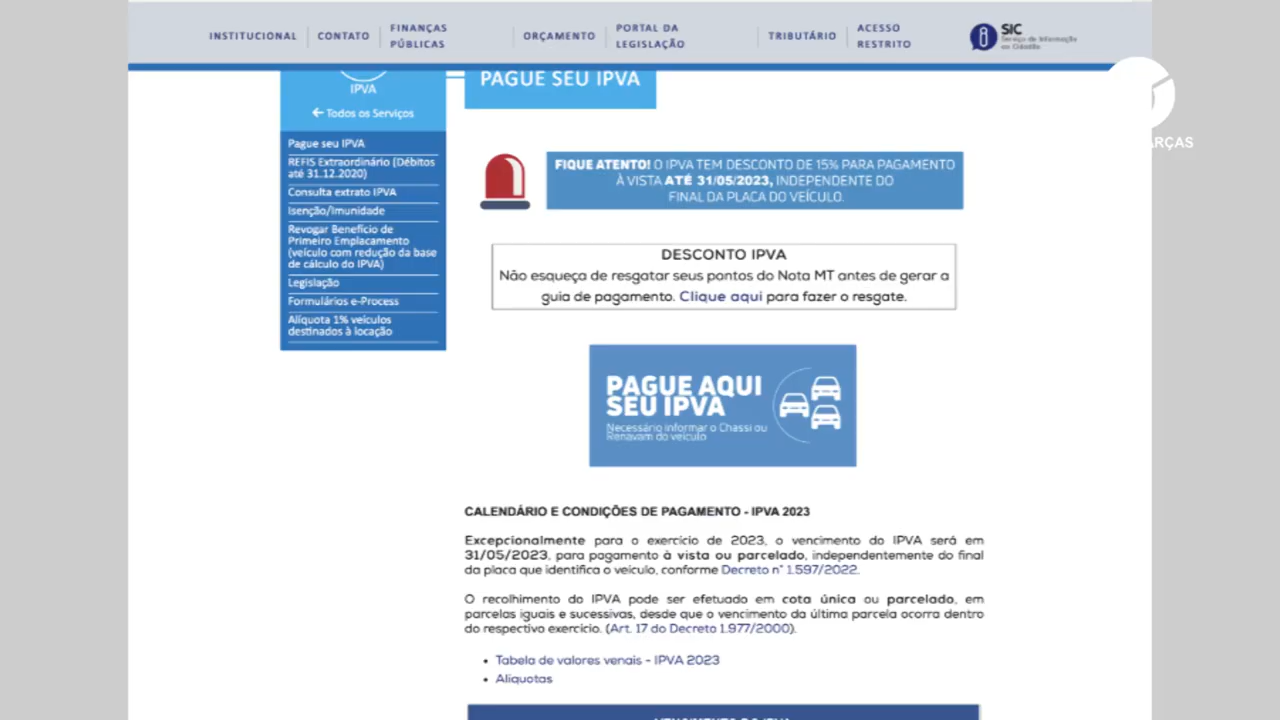 INSTITUCIONAL
CONTATO
FINANÇAS
PÚBLICAS
ORÇAMENTO
PORTAL DA
LEGISLAÇÃO
TRIBUTÁRIO
ACESSO
RESTRITO
SIC
Serviço de Informação
ao Cidadão
ARÇAS
IPVA
Todos os Serviços
Pague seu IPVA
REFIS Extraordinário (Débitos
até 31.12.2020)
Consulta extrato IPVA
Isenção/Imunidade
Revogar Benefício de
Primeiro Emplacamento
(veículo com redução da base
de cálculo do IPVA)
Legislação
Formulários e-Process
Alíquota 1% veículos
destinados à locação
PAGUE SEU IPVA
FIQUE ATENTO! O IPVA TEM DESCONTO DE 15% PARA PAGAMENTO
À VISTA ATÉ 31/05/2023, INDEPENDENTE DO
FINAL DA PLACA DO VEÍCULO.
DESCONTO IPVA
Não esqueça de resgatar seus pontos do Nota MT antes de gerar a
guia de pagamento. Clique aqui para fazer o resgate.
PAGUE AQUI
SEU IPVA
Necessário informar o Chassi ou
Renavam do veículo
CALENDÁRIO E CONDIÇÕES DE PAGAMENTO - IPVA 2023
Excepcionalmente para o exercício de 2023, o vencimento do IPVA será em
31/05/2023, para pagamento à vista ou parcelado, independentemente do final
da placa que identifica o veículo, conforme Decreto n° 1.597/2022.
O recolhimento do IPVA pode ser efetuado em cota única ou parcelado, em
parcelas iguais e sucessivas, desde que o vencimento da última parcela ocorra dentro
do respectivo exercício. (Art. 17 do Decreto 1.977/2000).
• Tabela de valores venais - IPVA 2023
• Alíquotas